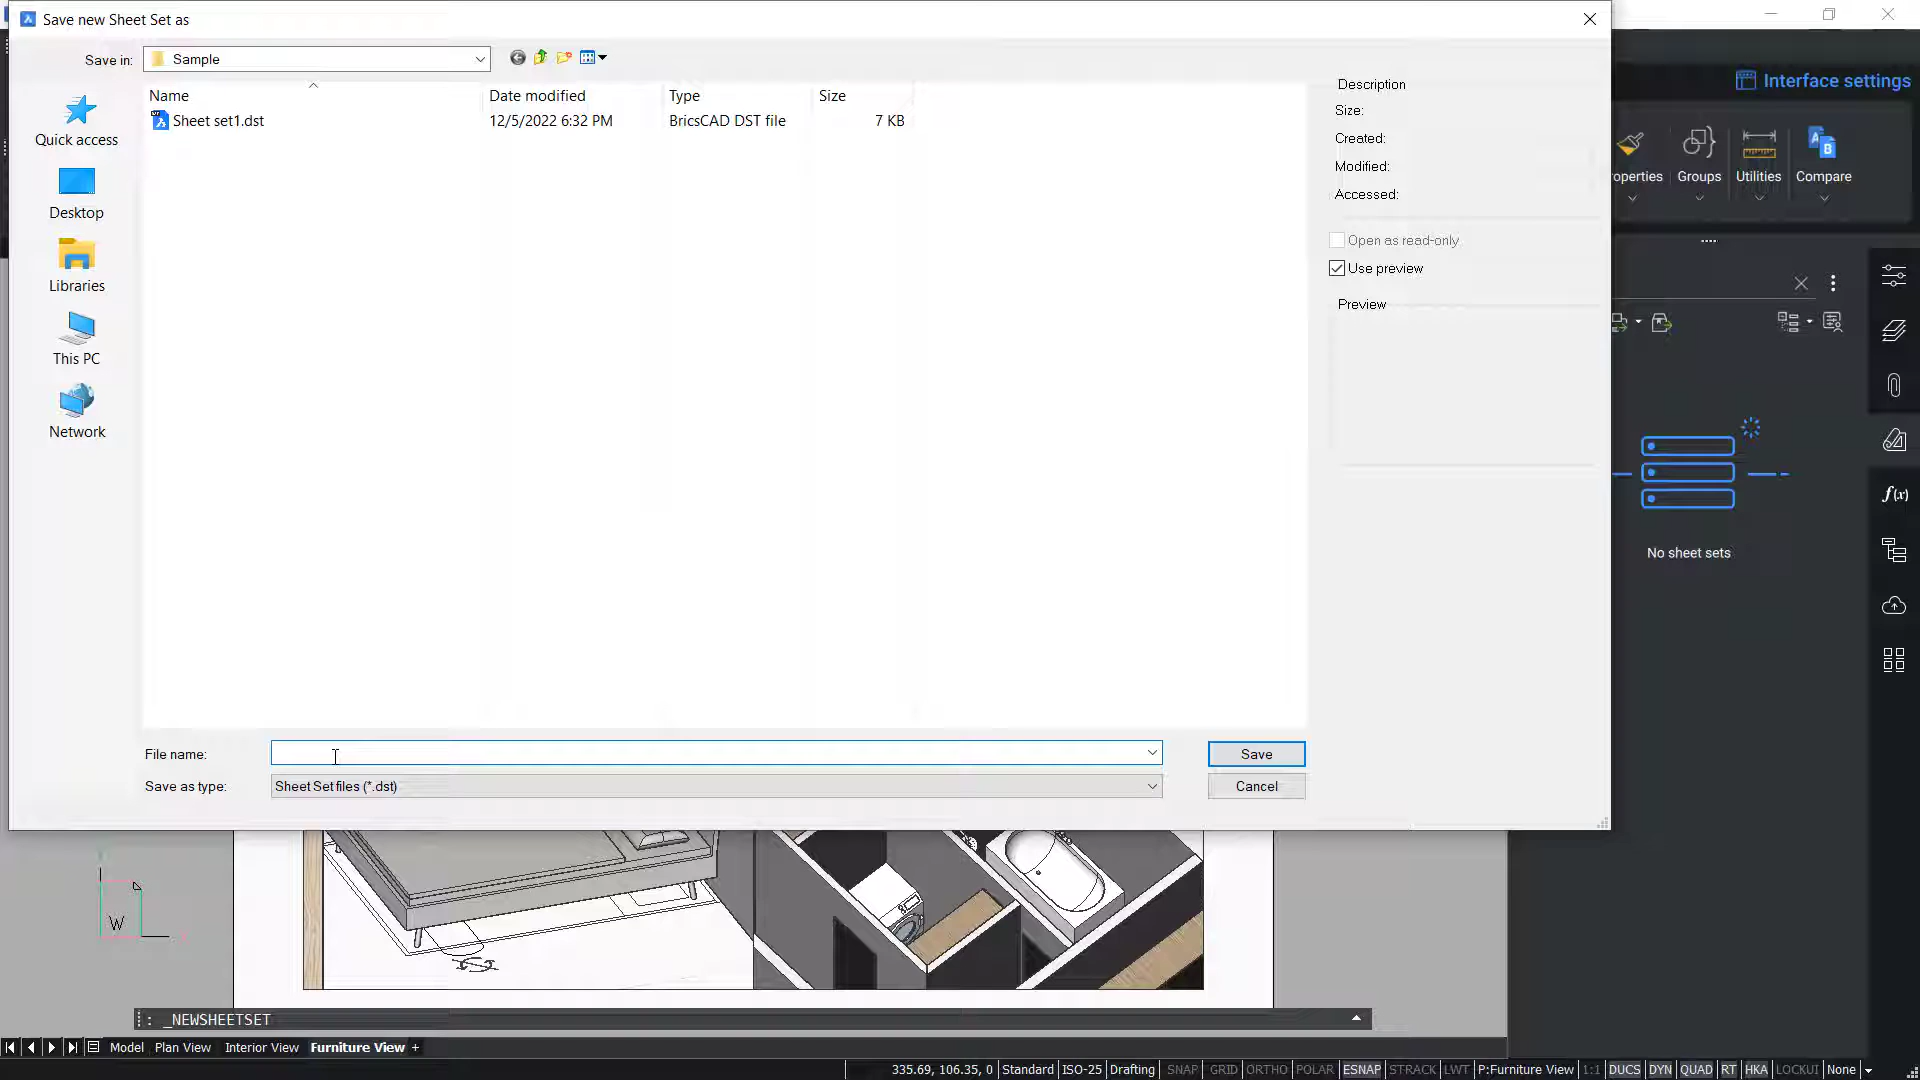 Save new Sheet Set as
Save in: Sample
Interface settings
Name Date modified Type Size
Sheet set1.dst 12/5/2022 6:32 PM BricsCAD DST file 7 KB
Quick access
Desktop
Libraries
This PC
Network
Description
Size:
Created:
Modified:
Accessed:
Open as read-only
Use preview
Preview
operties Groups Utilities Compare
A
B
f(x)
No sheet sets
File name:
Save
Save as type: Sheet Set files (*.dst)
Cancel
W
: _NEWSHEETSET
Model Plan View Interior View Furniture View +
335.69, 106.35, 0 Standard ISO-25 Drafting SNAP GRID ORTHO POLAR ESNAP STRACK LWT P:Furniture View 1:1 DUCS DYN QUAD RT HKA LOCKUI None